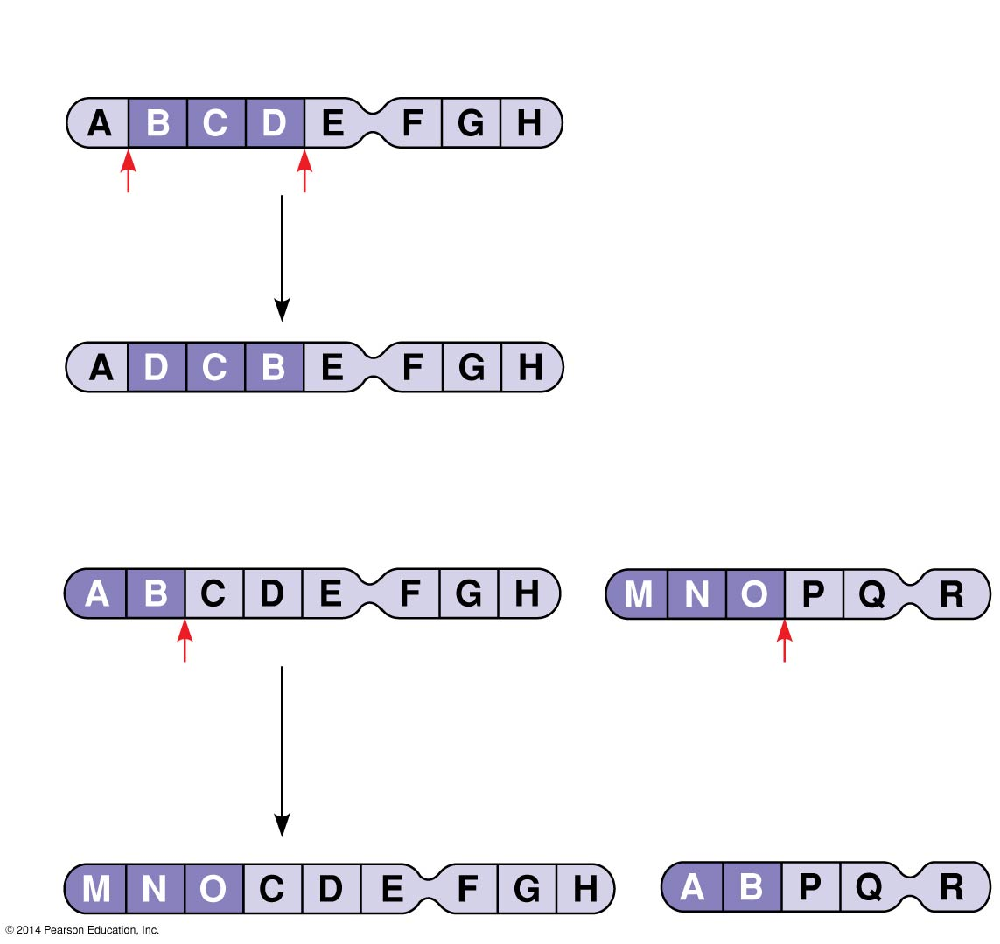 A B C D E F G H
A D C B E F G H
A B C D E F G H M N O P Q R
M N O C D E F G H A B P Q R
© 2014 Pearson Education, Inc.